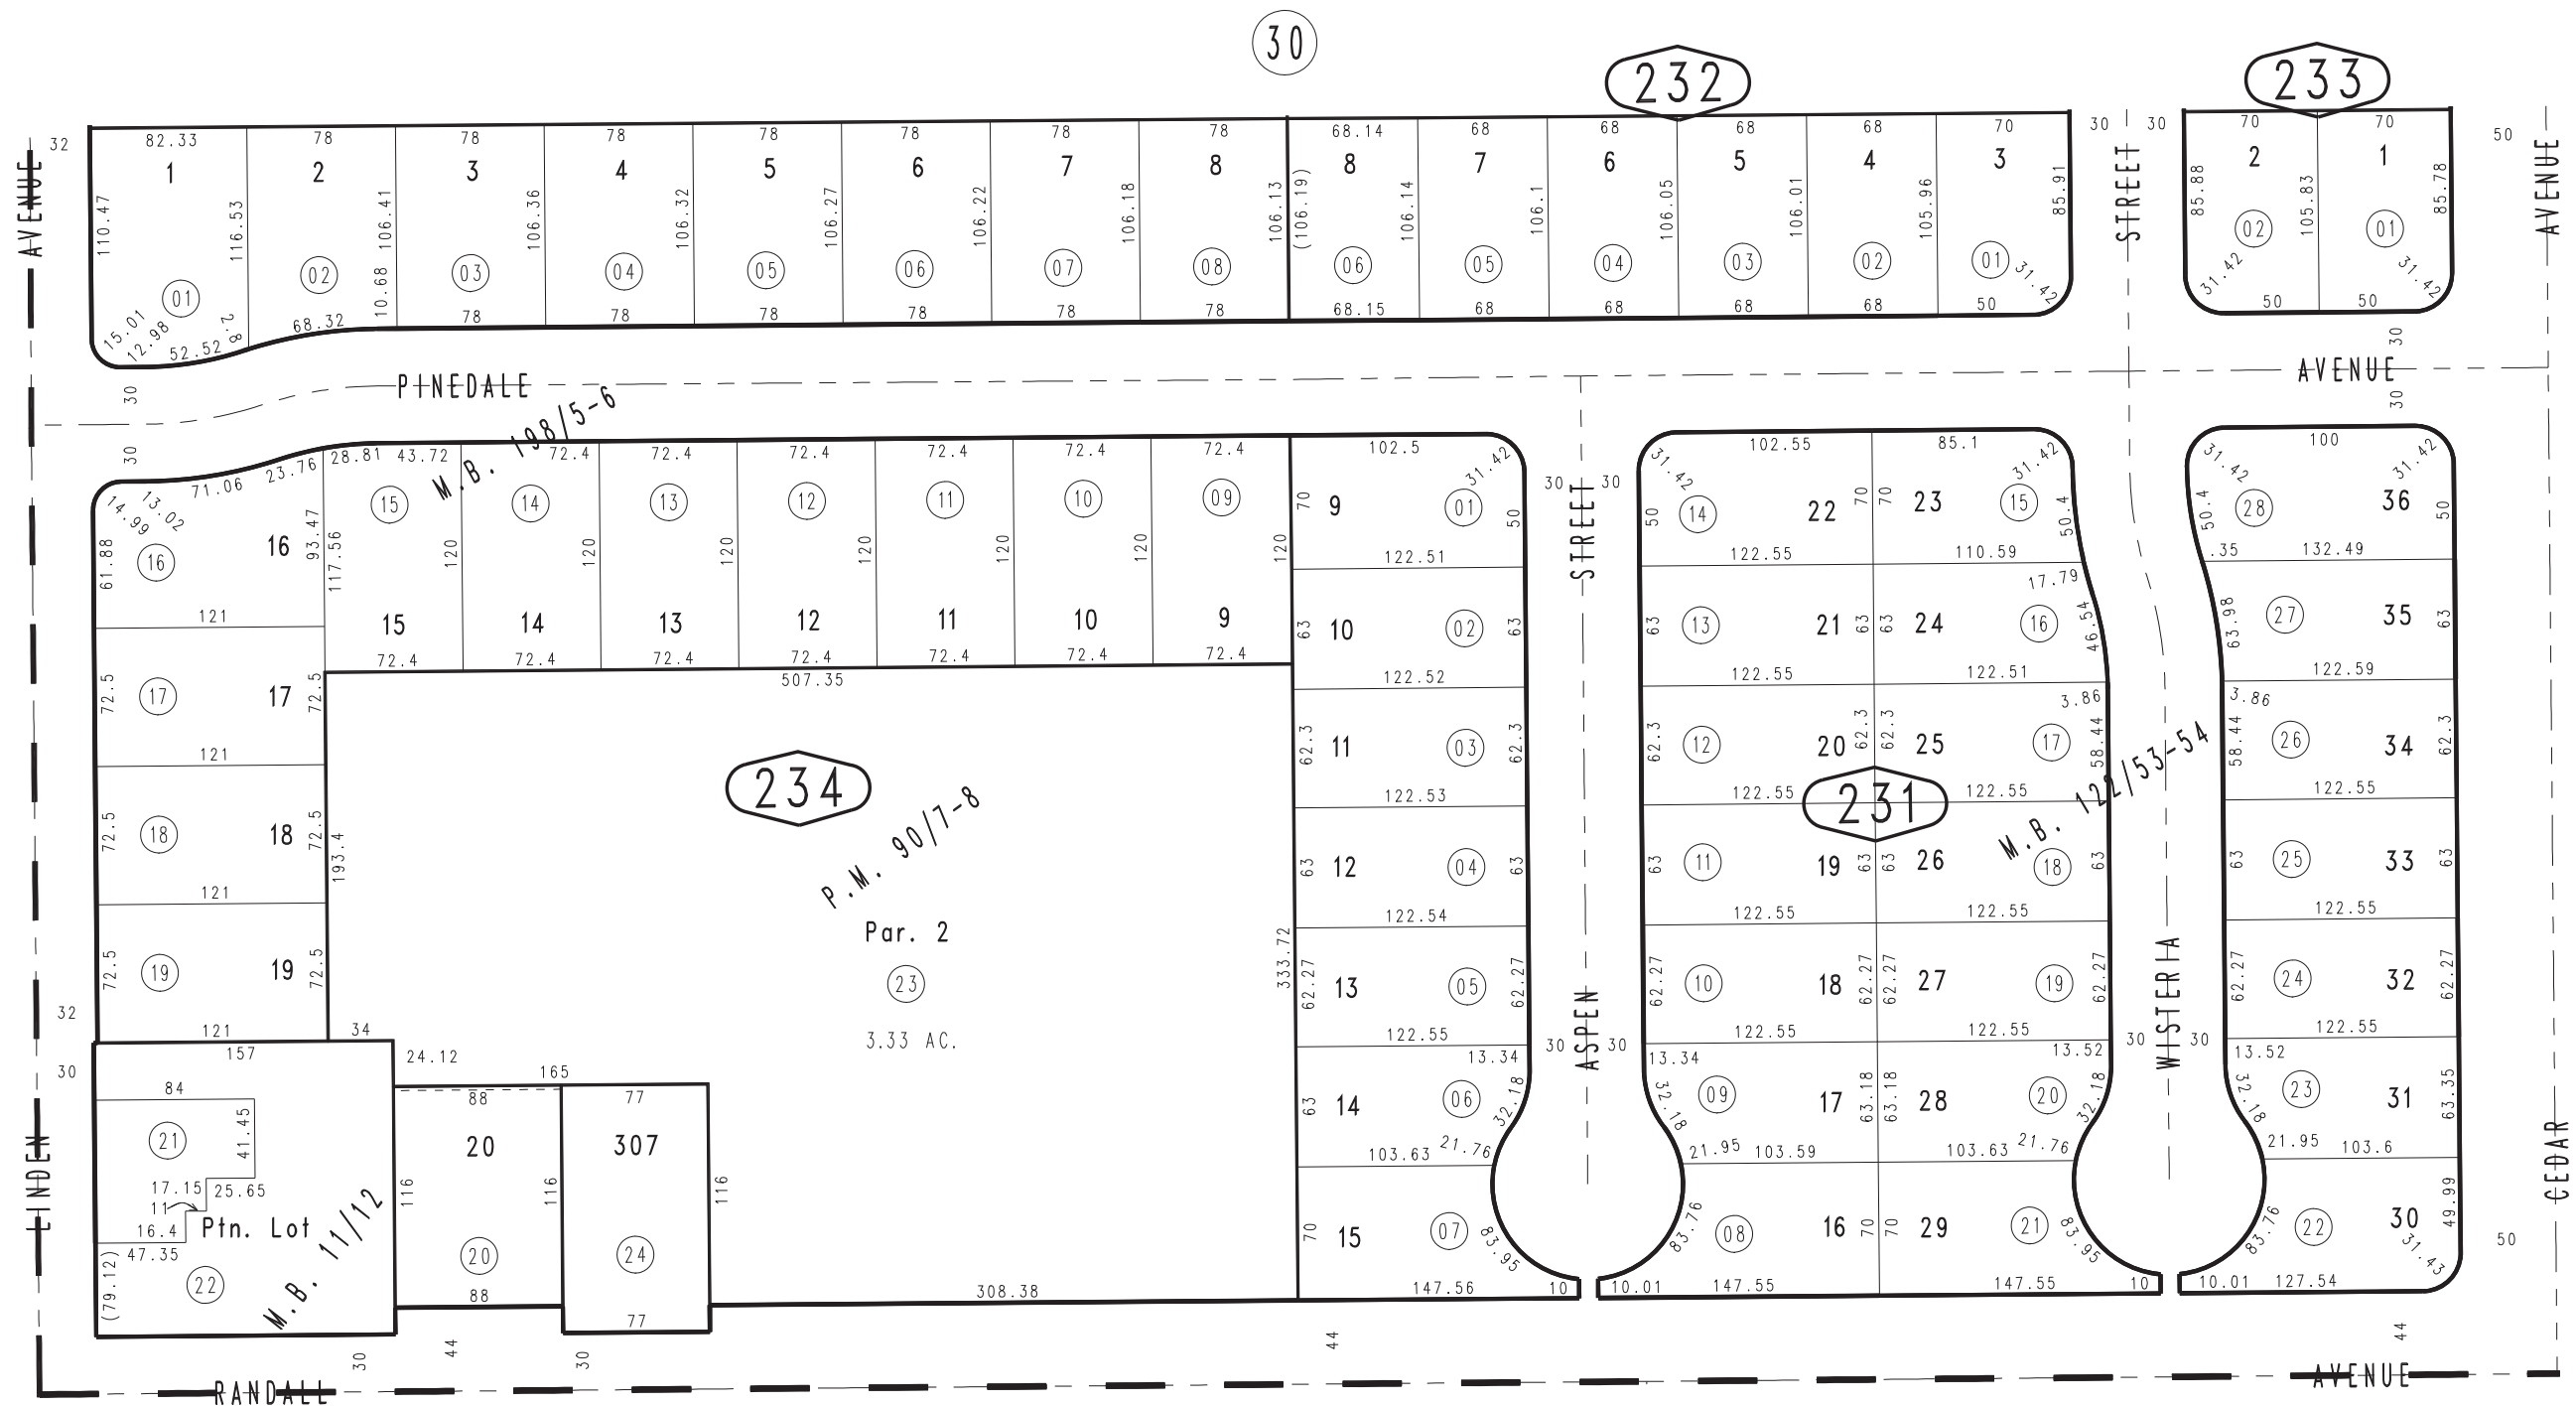 30
232
233
32
82.33 78 78 78 78 78 78 78 68.14 68 68 68 68 70 30 30 70 70 50
1 2 3 4 5 6 7 8 8 7 6 5 4 3 2 1
AVENUE
110.47 116.53 106.41 106.36 106.32 106.27 106.22 106.18 106.13 (106.19) 106.14 106.1 106.05 106.01 105.96 85.91 85.88 105.83 85.78
STREET
AVENUE
01 02 03 04 05 06 07 08 06 05 04 03 02 01 02 01
15.01 12.98 52.52 2.8 68.32 10.68 78 78 78 78 78 78 68.15 68 68 68 68 50 31.42 31.42 50 50 31.42
30
30
PINEDALE
AVENUE
M.B. 198/5-6
30
30
14.99 13.02 71.06 23.76 28.81 43.72 72.4 72.4 72.4 72.4 72.4 72.4 102.5 31.42 30 30 31.42 102.55 85.1 31.42 31.42 100 31.42
61.88 16 16 93.47 117.56 15 14 13 12 11 10 09 70 9 01 50 50 14 22 70 70 23 15 50.4 50.4 28 36 50
120 120 120 120 120 120 120 122.51 122.55 110.59 .35 132.49
STREET
121 15 14 13 12 11 10 9 63 10 02 63 63 13 21 63 63 24 16 17.79 46.54 63.98 27 35 63
72.4 72.4 72.4 72.4 72.4 72.4 72.4 122.52 122.55 122.51 122.59
507.35
72.5 17 17 72.5 62.3 11 03 62.3 62.3 12 20 62.3 62.3 25 17 3.86 58.44 3.86 58.44 26 34 62.3
121 122.53 122.55 122.55 122.55
234
231
M.B. 122/53-54
P.M. 90/7-8
72.5 18 18 72.5 193.4 63 12 04 63 63 11 19 63 63 26 18 63 63 25 33 63
121 122.54 122.55 122.55 122.55
Par. 2
23
3.33 AC.
72.5 19 19 72.5 333.72 62.27 13 05 62.27 62.27 10 18 62.27 62.27 27 19 62.27 62.27 24 32 62.27
32
121 34 122.55 122.55 122.55 122.55
ASPEN
WISTERIA
30 30 30 30
157 24.12 165 13.34 13.34 13.52 13.52
30
84 88 77
21 41.45 20 307 63 14 06 32.18 32.18 09 17 63.18 63.18 28 20 32.18 32.18 23 31 63.35
103.63 21.76 21.95 103.59 103.63 21.76 21.95 103.6
LINDEN
CEDAR
17.15 25.65 116 116 116
11
16.4 Ptn. Lot
47.35
(79.12) 22 M.B. 11/12 20 24 70 15 07 83.95 83.76 08 16 70 70 29 21 83.95 83.76 22 30 49.99 31.43 50
88 308.38 147.56 10 10.01 147.55 147.55 10 10.01 127.54
77
30 44 30 44 44
RANDALL
AVENUE